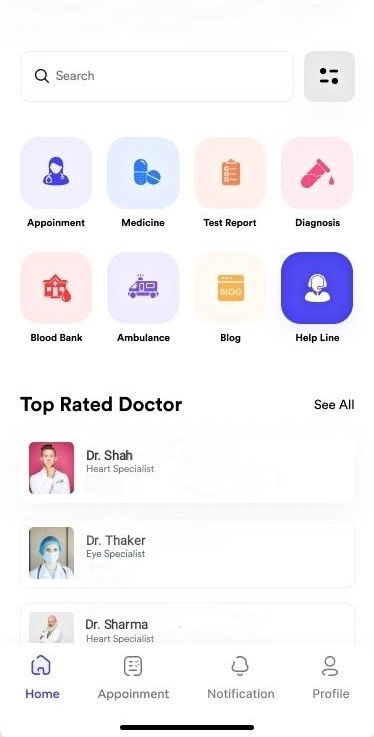 Search
Appoinment
Medicine
Test Report
Diagnosis
BLOG
Blood Bank
Ambulance
Blog
Help Line
Top Rated Doctor
See All
Dr. Shah
Heart Specialist
Dr. Thaker
Eye Specialist
Dr. Sharma
Heart Specialist
Home
Appoinment
Notification
Profile